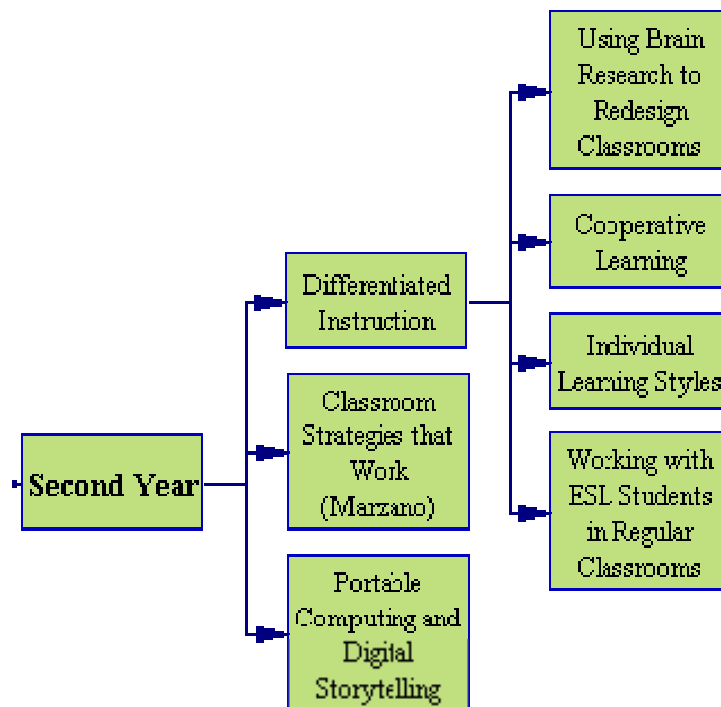 Second Year
Differentiated
Instruction
Classroom
Strategies that
Work
(Marzano)
Portable
Computing and
Digital
Storytelling
Using Brain
Research to
Redesign
Classrooms
Cooperative
Learning
Individual
Learning Styles
Working with
ESL Students
in Regular
Classrooms